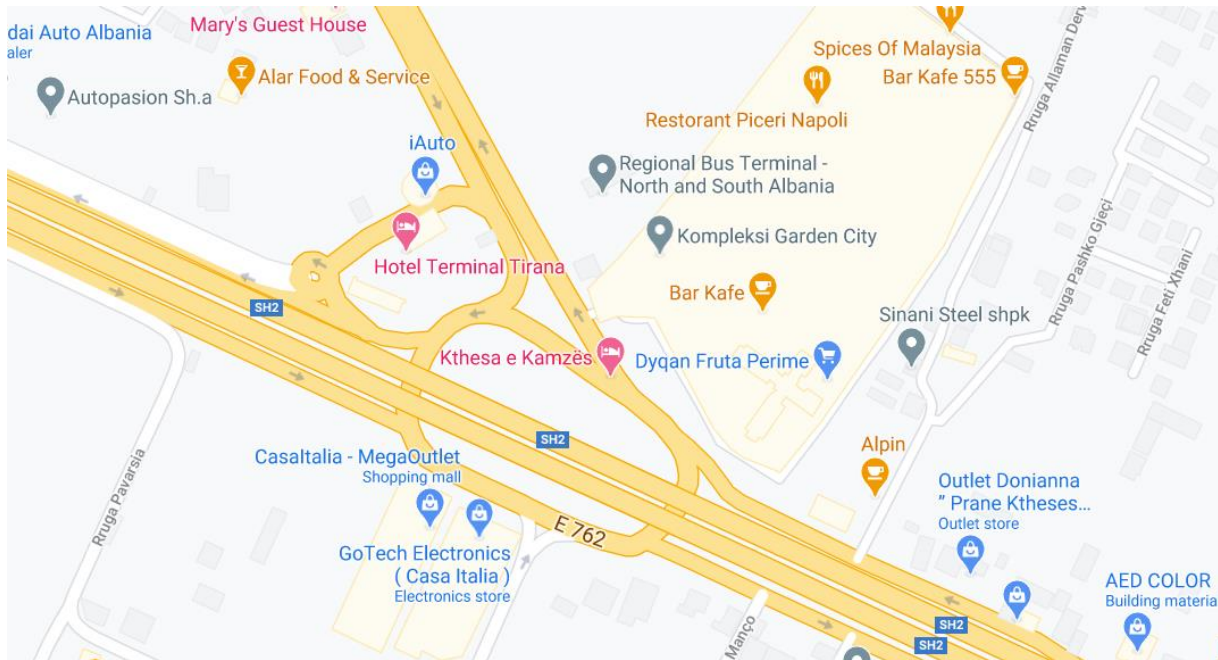 Mary's Guest House
dai Auto Albania
aler
Autopasion Sh.a
Alar Food & Service
Spices Of Malaysia
Bar Kafe 555
Rruga Allaman Derv
Restorant Piceri Napoli
iAuto
Regional Bus Terminal -
North and South Albania
Kompleksi Garden City
Hotel Terminal Tirana
Bar Kafe
Rruga Pashko Gjeçi
Rruga Feti Xhani
SH2
Sinani Steel shpk
Kthesa e Kamzës
Dyqan Fruta Perime
SH2
Alpin
CasaItalia - MegaOutlet
Shopping mall
Rruga Pavarsia
Outlet Donianna
" Prane Ktheses...
Outlet store
E 762
GoTech Electronics
( Casa Italia )
Electronics store
AED COLOR
Building materia
SH2
SH2
Manço